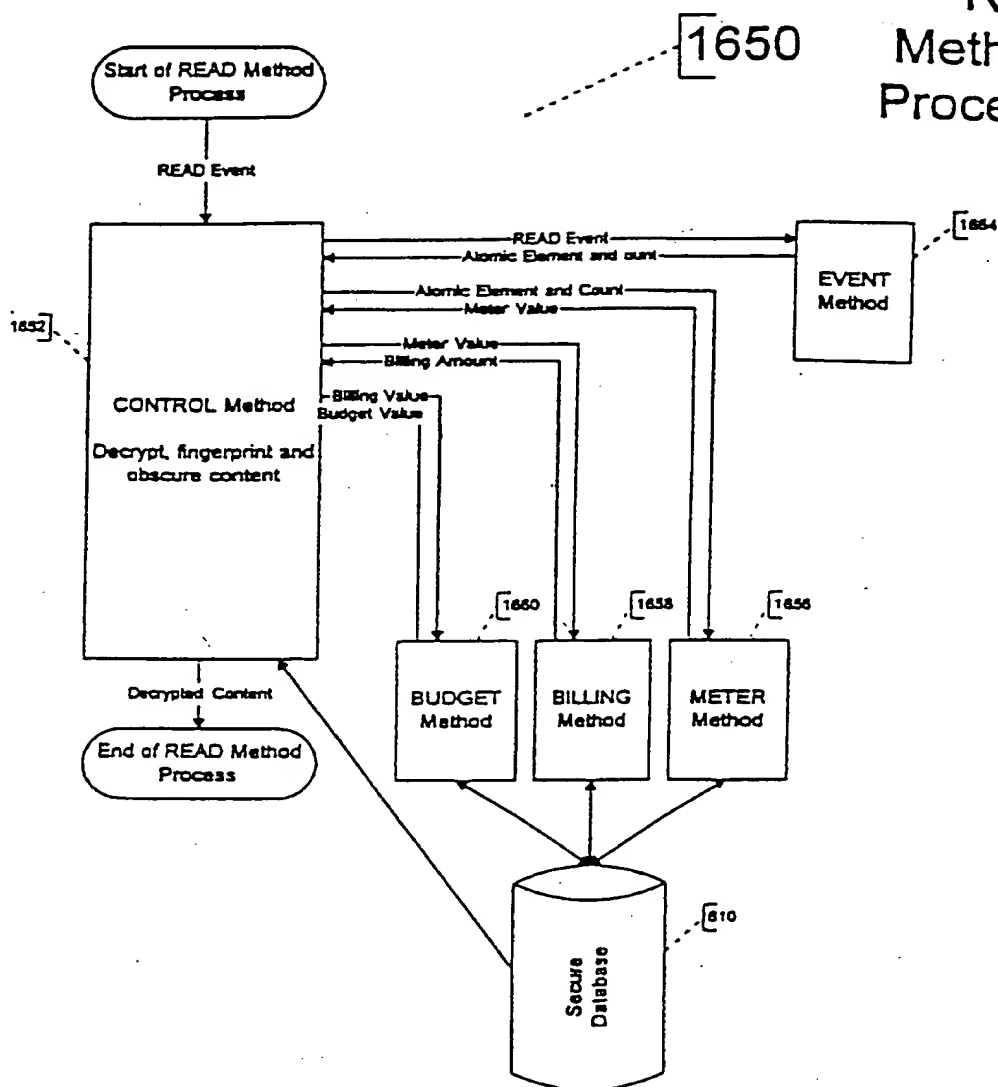 1650
Meth
Proce
Start of READ Method
Process
READ Event
READ Event
Atomic Element and ount
1654
EVENT
Method
Atomic Element and Count
Meter Value
1652
Meter Value
Billing Amount
Billing Value
Budget Value
CONTROL Method
Decrypt, fingerprint and
obscure content
1660
1658
1656
BUDGET
Method
BILLING
Method
METER
Method
Decrypted Content
End of READ Method
Process
610
Secure
Database